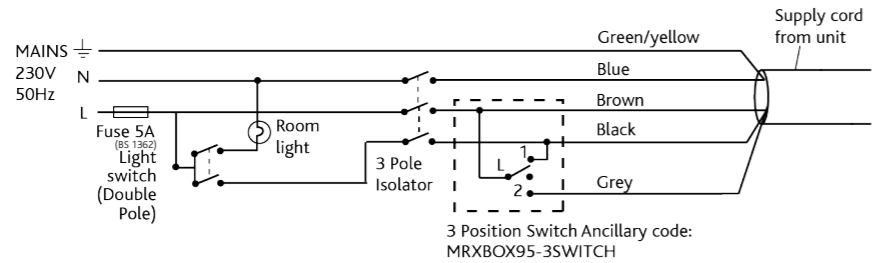 Supply cord
from unit
Green/yellow
MAINS
230V
50Hz
N
Blue
L
Brown
Fuse 5A
(BS 1362)
Room
light
Black
Light
switch
(Double
Pole)
3 Pole
Isolator
1
L
2
Grey
3 Position Switch Ancillary code:
MRXBOX95-3SWITCH